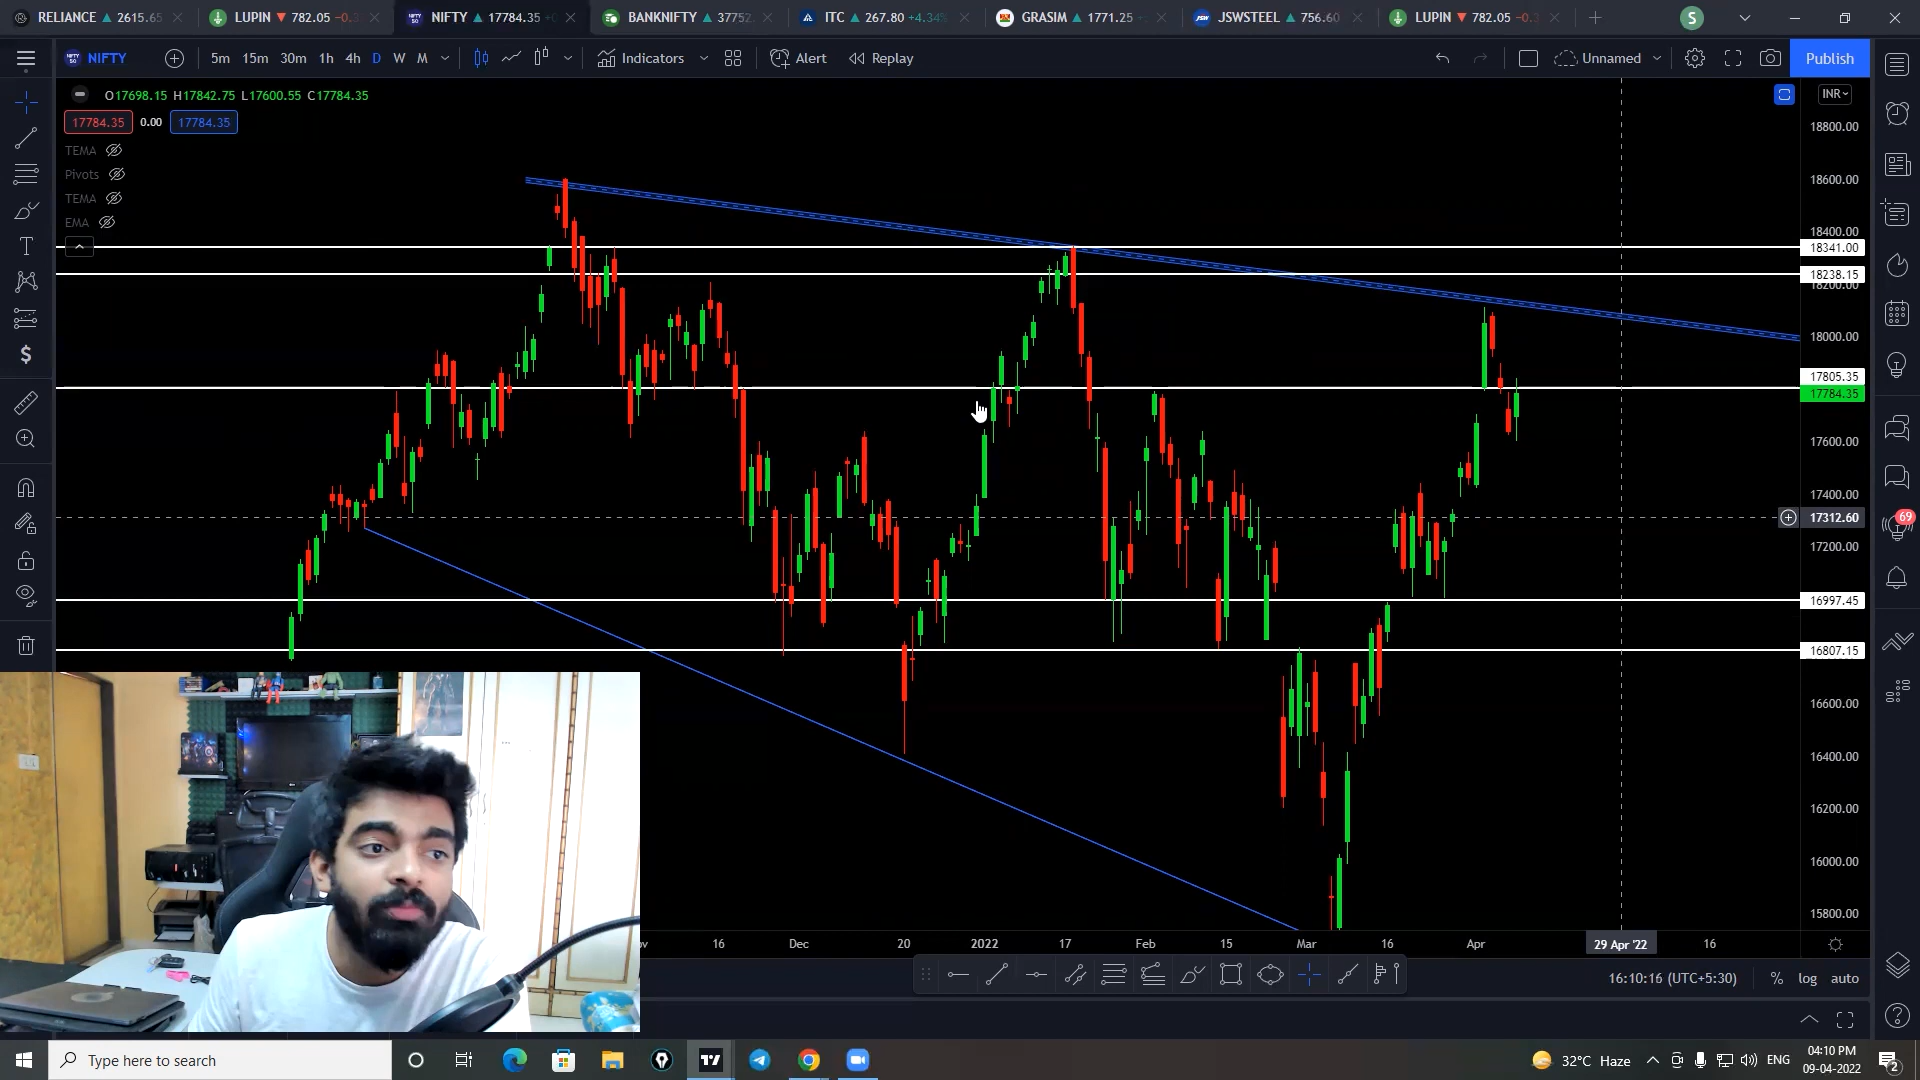 RELIANCE ▲ 2615.65
LUPIN ▼ 782.05 −0.3
NIFTY ▲ 17784.35
BANKNIFTY ▲ 37752
ITC ▲ 267.80 +4.34%
GRASIM ▲ 1771.25
JSWSTEEL ▲ 756.60
LUPIN ▼ 782.05
S
NIFTY
5m 15m 30m 1h 4h D W M
Indicators
Alert
Replay
Unnamed
Publish
O17698.15 H17842.75 L17600.55 C17784.35
INR
17784.35 0.00 17784.35
TEMA
Pivots
TEMA
EMA
18800.00
18600.00
18400.00
18341.00
18238.15
18200.00
18000.00
17805.35
17784.35
17600.00
17400.00
17312.60
17200.00
16997.45
16807.15
16600.00
16400.00
16200.00
16000.00
15800.00
69
16 Dec 20 2022 17 Feb 15 Mar 16 Apr 29 Apr '22 16
16:10:16 (UTC+5:30) % log auto
Type here to search
32°C Haze
ENG
04:10 PM
09-04-2022
2